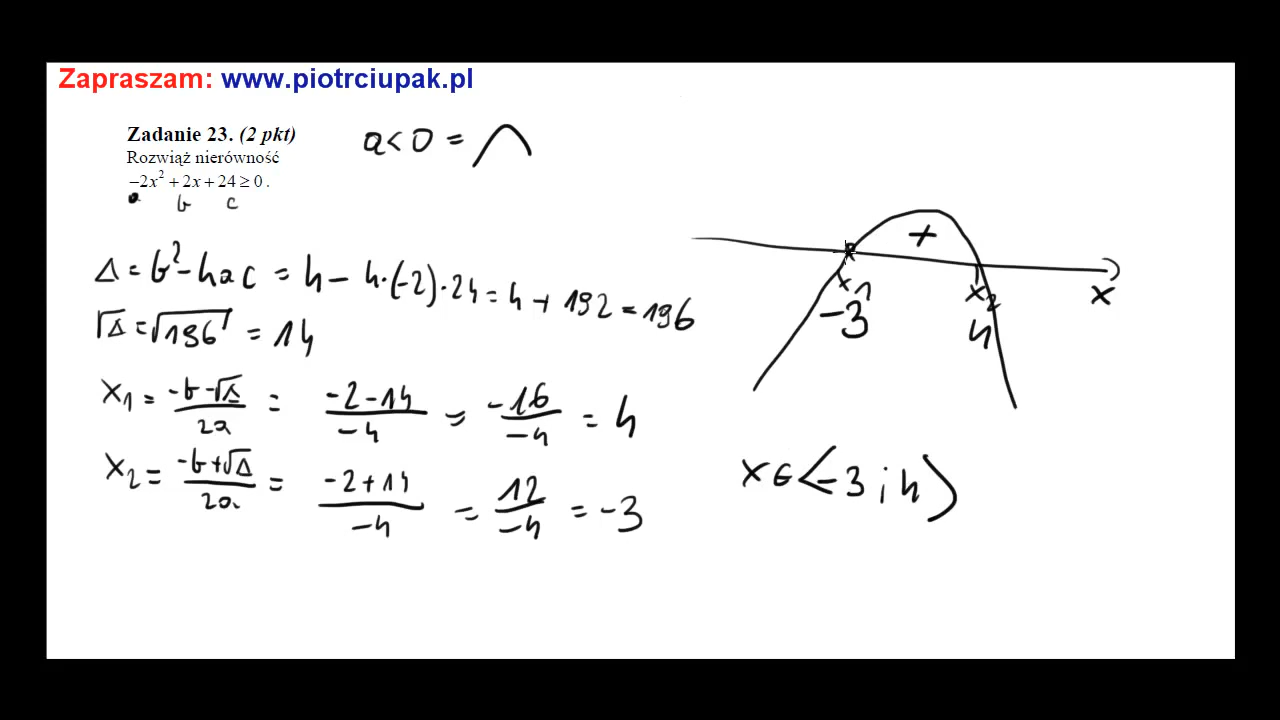 Zapraszam: www.piotrciupak.pl
Zadanie 23. (2 pkt)
Rozwiąż nierówność
−2x² + 2x + 24 ≥ 0 .
a b c
a < 0 =
Δ = b² − 4ac = 4 − 4·(−2)·24 = 4 + 192 = 196
√Δ = √196 = 14
x₁ = (−b−√Δ)/2a = (−2−14)/−4 = −16/−4 = 4
x₂ = (−b+√Δ)/2a = (−2+14)/−4 = 12/−4 = −3
+
x₁ x₂ x
−3 4
x ∈ ⟨−3 ; 4⟩